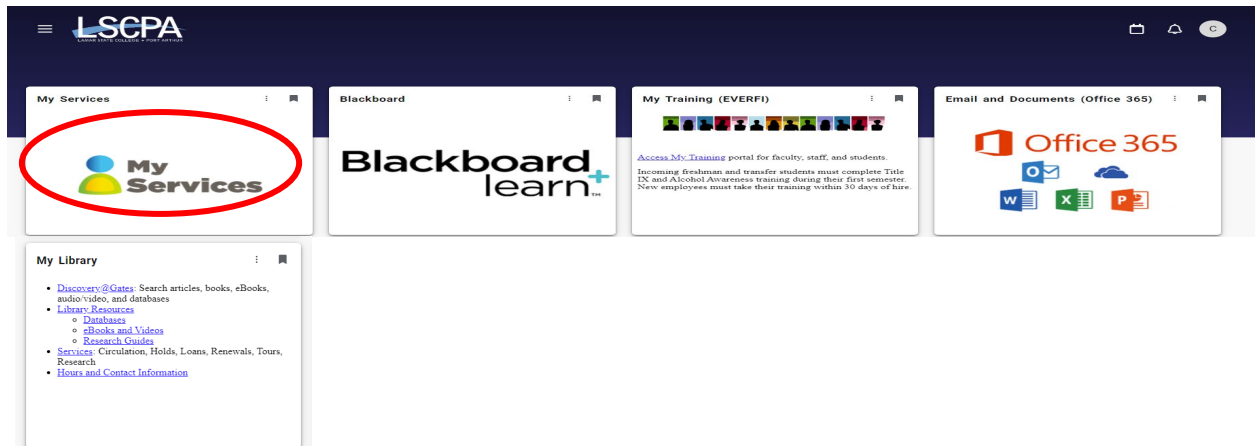 LSCPA
LAMAR STATE COLLEGE • PORT ARTHUR
C
My Services
My
Services
Blackboard
Blackboard
learn™
My Training (EVERFI)
Access My Training portal for faculty, staff, and students.
Incoming freshman and transfer students must complete Title
IX and Alcohol Awareness training during their first semester.
New employees must take their training within 30 days of hire.
Email and Documents (Office 365)
Office 365
O
W
X
P
My Library
• Discovery@Gates: Search articles, books, eBooks,
audio/video, and databases
• Library Resources
o Databases
o eBooks and Videos
o Research Guides
• Services: Circulation, Holds, Loans, Renewals, Tours,
Research
• Hours and Contact Information